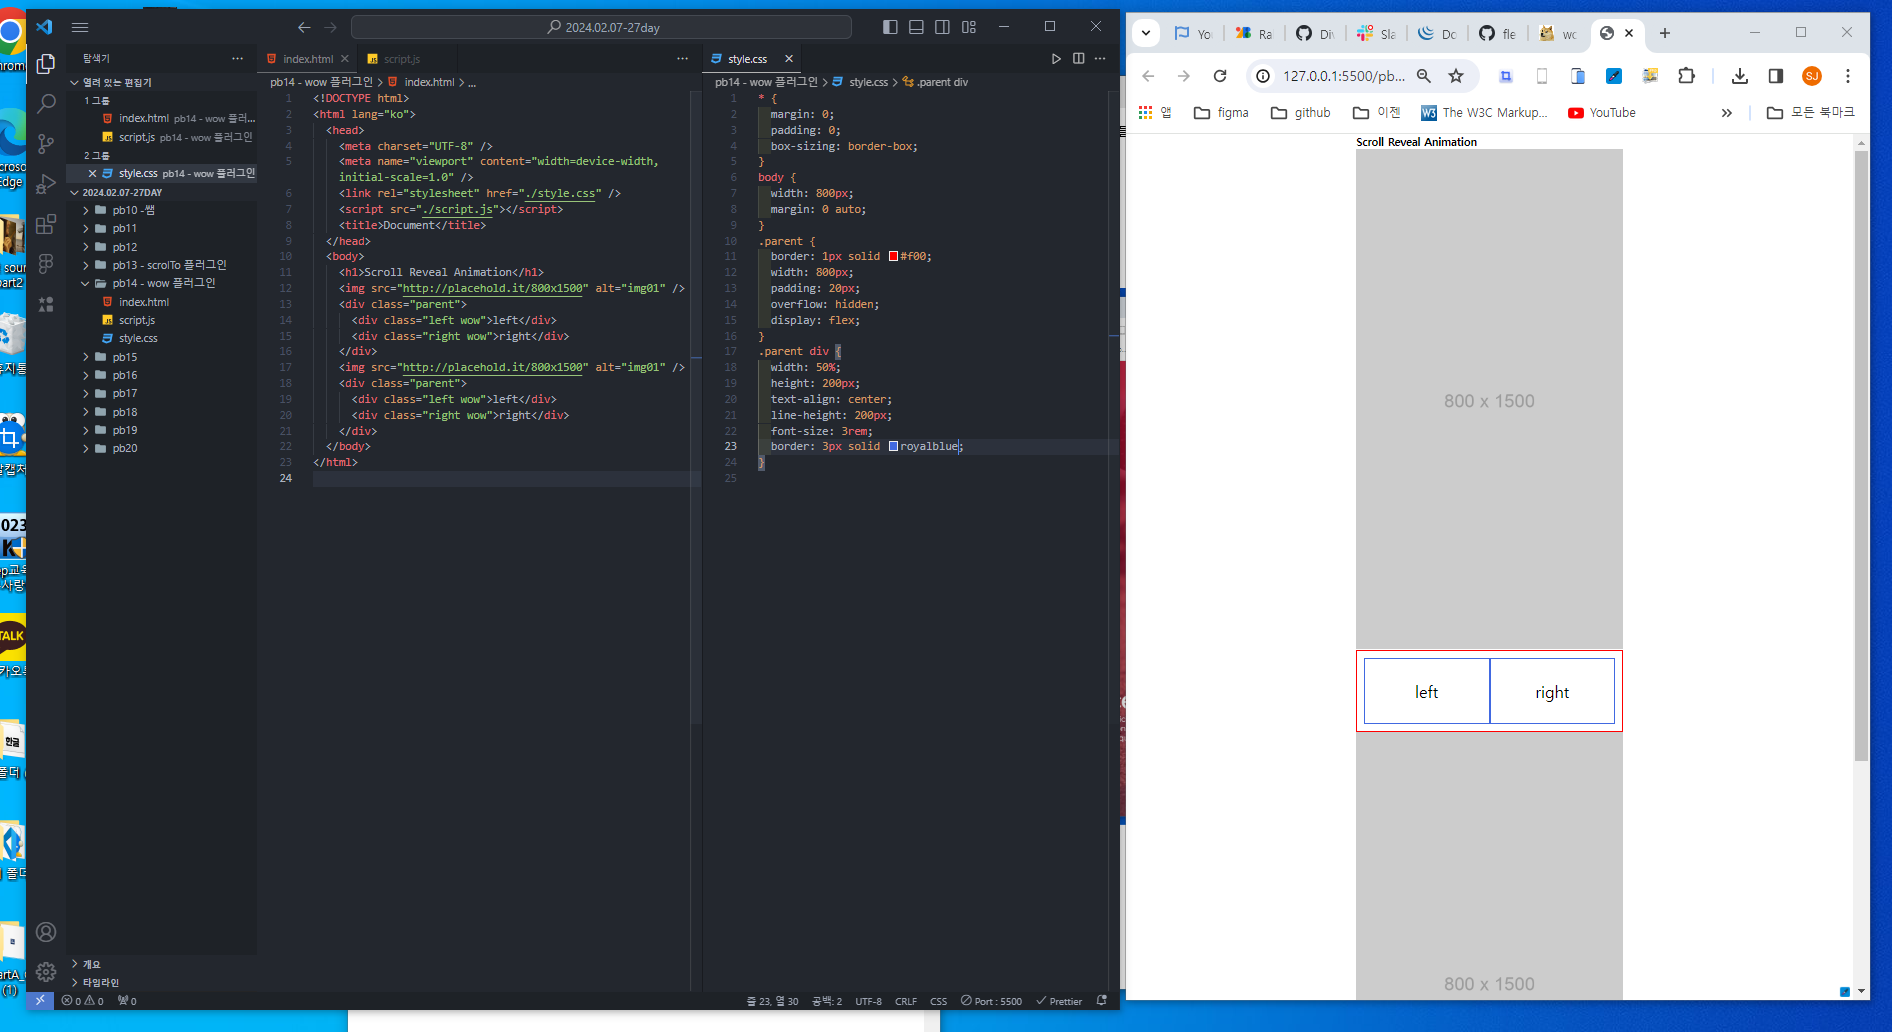 2024.02.07-27day
탐색기
열려 있는 편집기
1 그룹
index.html pb14 - wow 플러...
script.js pb14 - wow 플러그인
2 그룹
style.css pb14 - wow 플러그인
2024.02.07-27DAY
pb10 -쌤
pb11
pb12
pb13 - scrolTo 플러그인
pb14 - wow 플러그인
index.html
script.js
style.css
pb15
pb16
pb17
pb18
pb19
pb20
개요
타임라인
index.html
script.js
pb14 - wow 플러그인 > index.html > ...
1 <!DOCTYPE html>
2 <html lang="ko">
3 <head>
4 <meta charset="UTF-8" />
5 <meta name="viewport" content="width=device-width,
initial-scale=1.0" />
6 <link rel="stylesheet" href="./style.css" />
7 <script src="./script.js"></script>
8 <title>Document</title>
9 </head>
10 <body>
11 <h1>Scroll Reveal Animation</h1>
12 <img src="http://placehold.it/800x1500" alt="img01" />
13 <div class="parent">
14 <div class="left wow">left</div>
15 <div class="right wow">right</div>
16 </div>
17 <img src="http://placehold.it/800x1500" alt="img01" />
18 <div class="parent">
19 <div class="left wow">left</div>
20 <div class="right wow">right</div>
21 </div>
22 </body>
23 </html>
24
style.css
pb14 - wow 플러그인 > style.css > .parent div
1 * {
2 margin: 0;
3 padding: 0;
4 box-sizing: border-box;
5 }
6 body {
7 width: 800px;
8 margin: 0 auto;
9 }
10 .parent {
11 border: 1px solid #f00;
12 width: 800px;
13 padding: 20px;
14 overflow: hidden;
15 display: flex;
16 }
17 .parent div {
18 width: 50%;
19 height: 200px;
20 text-align: center;
21 line-height: 200px;
22 font-size: 3rem;
23 border: 3px solid royalblue;
24 }
25
0 0 0
줄 23, 열 30 공백: 2 UTF-8 CRLF CSS Port : 5500 Prettier
Yo Ra Div Sla Do fle wc
127.0.0.1:5500/pb...
SJ
앱 figma github 이젠 The W3C Markup... YouTube » 모든 북마크
Scroll Reveal Animation
800 x 1500
left right
800 x 1500
Edge
TALK
한글
(1)